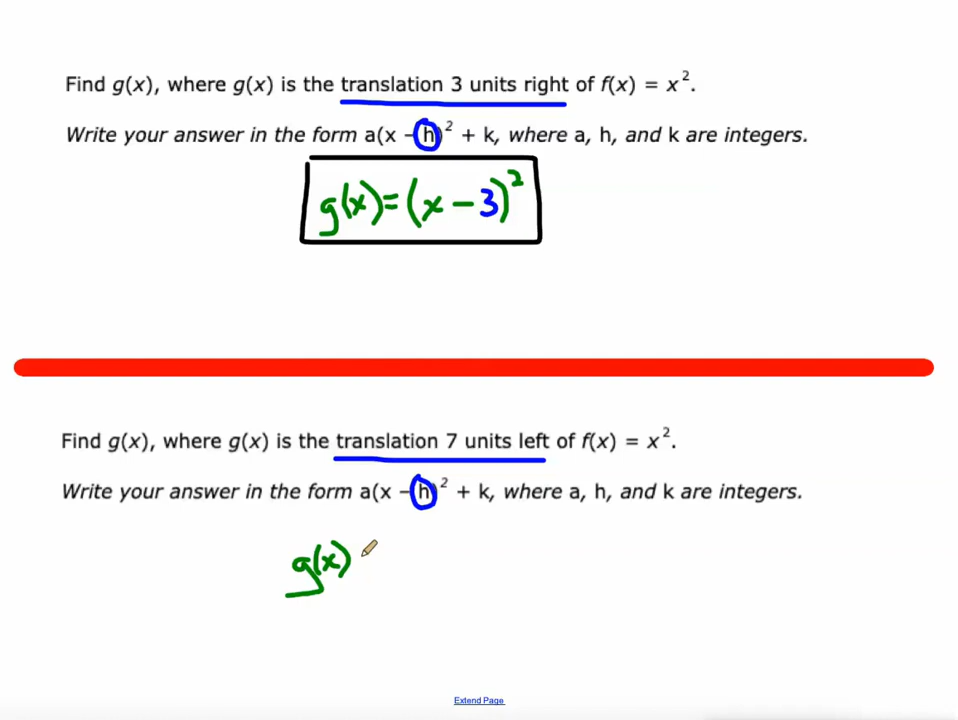 Find g(x), where g(x) is the translation 3 units right of f(x) = x².
Write your answer in the form a(x − h)² + k, where a, h, and k are integers.
g(x)=(x − 3)²
Find g(x), where g(x) is the translation 7 units left of f(x) = x².
Write your answer in the form a(x − h)² + k, where a, h, and k are integers.
g(x)
Extend Page